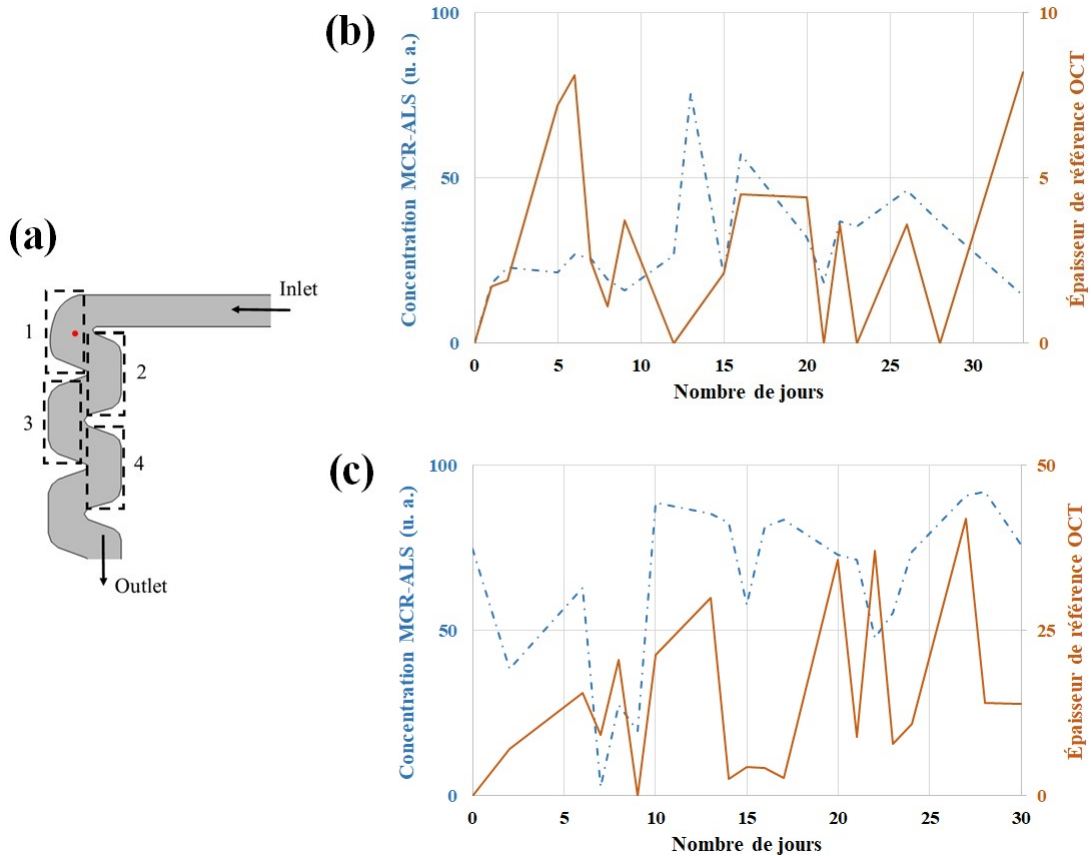 (a)
Inlet
1
2
3
4
Outlet
(b)
Concentration MCR-ALS (u. a.)
100
50
0
10
5
0
Épaisseur de référence OCT
0 5 10 15 20 25 30
Nombre de jours
(c)
Concentration MCR-ALS (u. a.)
100
50
0
50
25
0
Épaisseur de référence OCT
0 5 10 15 20 25 30
Nombre de jours